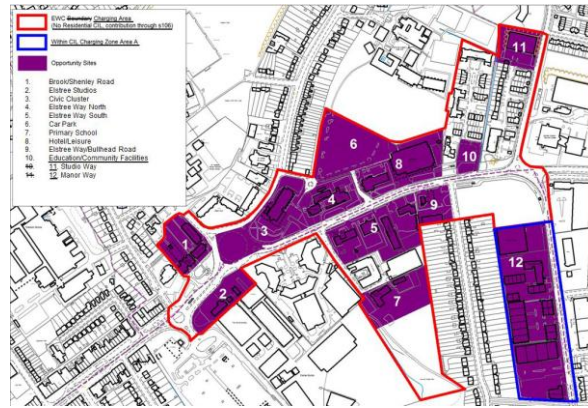 EWC Boundary Charging Area
(No Residential CIL, contribution through s106)
Within CIL Charging Zone Area A
Opportunity Sites
1. Brook/Shenley Road
2. Elstree Studios
3. Civic Cluster
4. Elstree Way North
5. Elstree Way South
6. Car Park
7. Primary School
8. Hotel/Leisure
9. Elstree Way/Bullhead Road
10. Education/Community Facilities
10. 11 Studio Way
11. 12 Manor Way
11
6
8
10
4
9
3
5
1
12
2
7